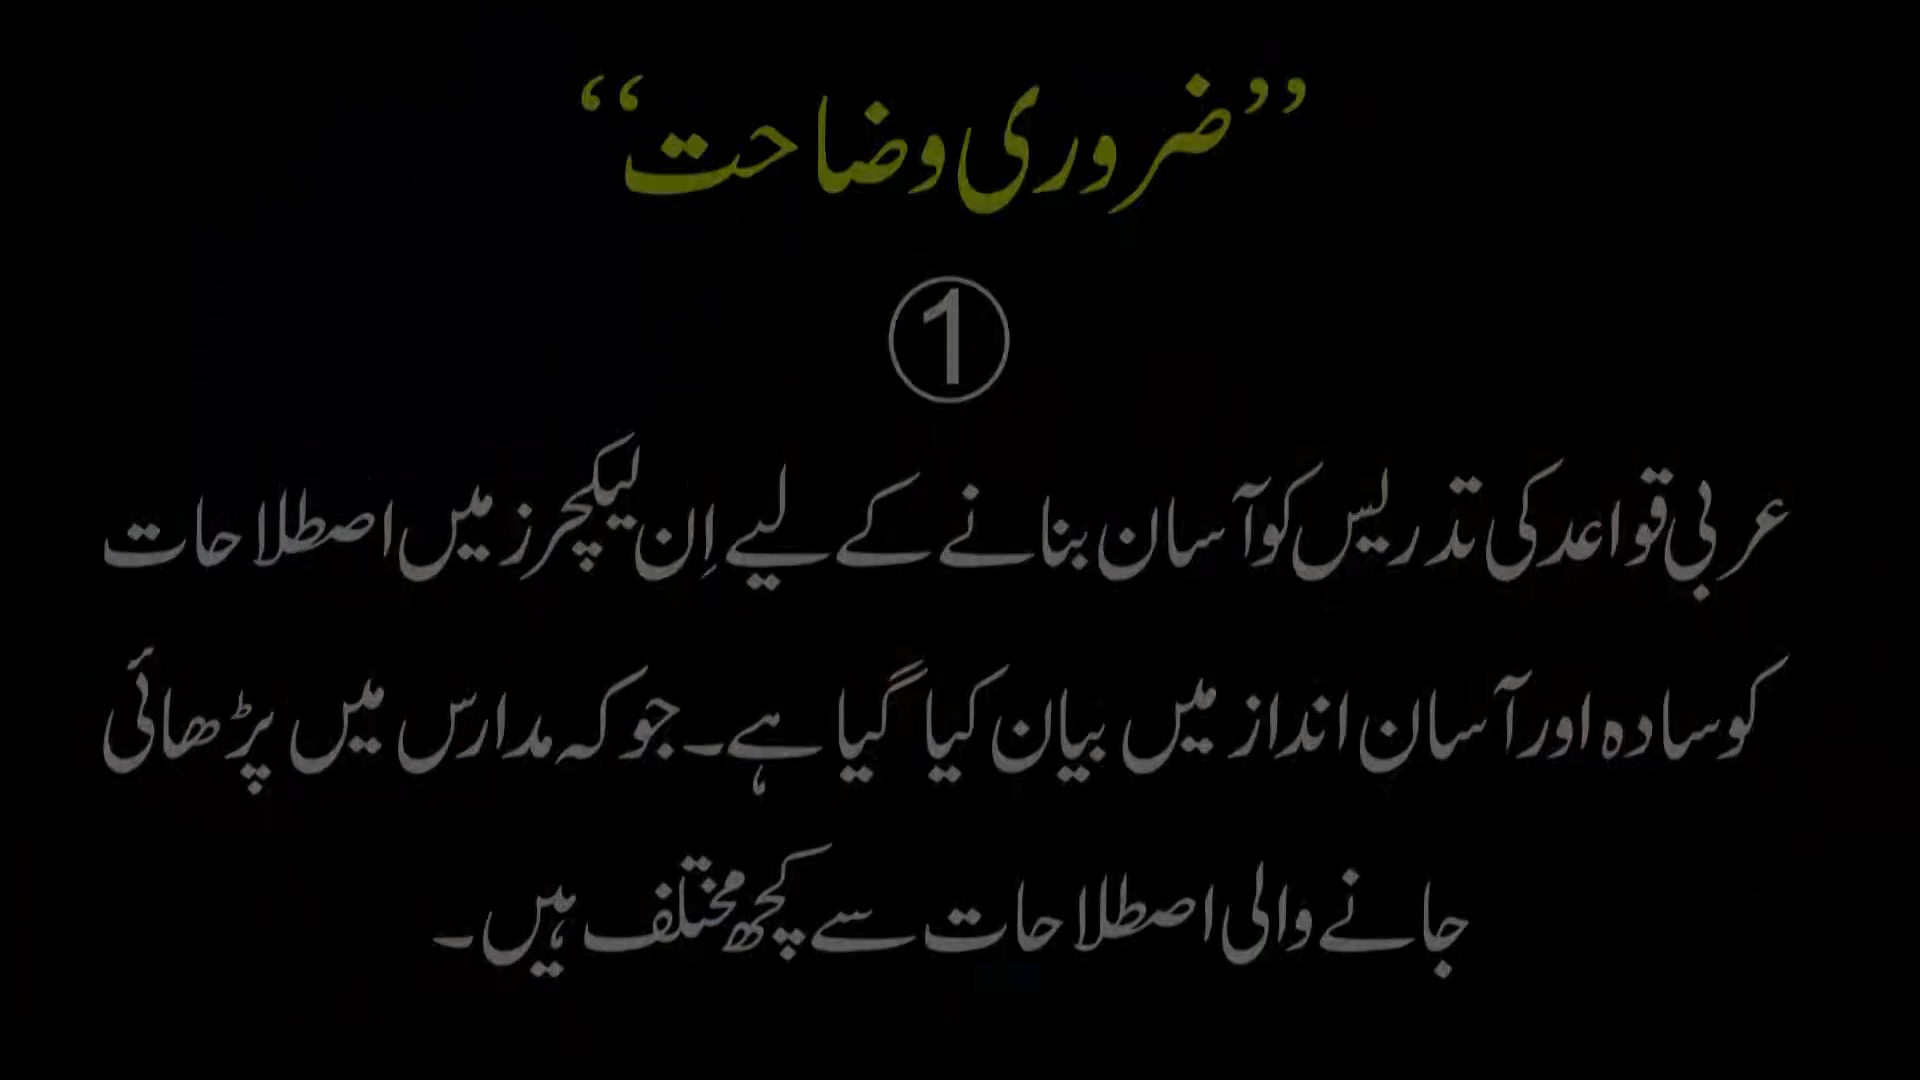 ’’ضروری وضاحت‘‘
①
عربی قواعد کی تدریس کو آسان بنانے کے لیے اِن لیکچرز میں اصطلاحات
کو سادہ اور آسان انداز میں بیان کیا گیا ہے۔ جو کہ مدارس میں پڑھائی
جانے والی اصطلاحات سے کچھ مختلف ہیں۔